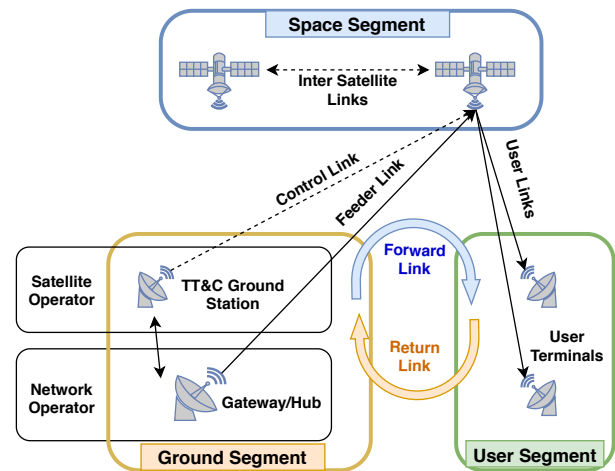 Space Segment
Inter Satellite
Links
Control Link
Feeder Link
User Links
Satellite
Operator
TT&C Ground
Station
Forward
Link
Return
Link
User
Terminals
Network
Operator
Gateway/Hub
Ground Segment
User Segment